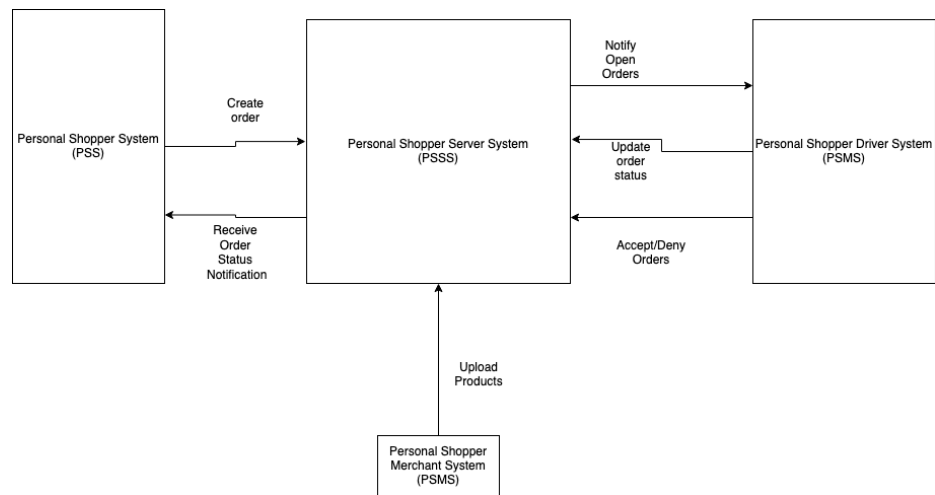 Personal Shopper System
(PSS)
Create
order
Receive
Order
Status
Notification
Personal Shopper Server System
(PSSS)
Notify
Open
Orders
Update
order
status
Accept/Deny
Orders
Personal Shopper Driver System
(PSMS)
Upload
Products
Personal Shopper
Merchant System
(PSMS)